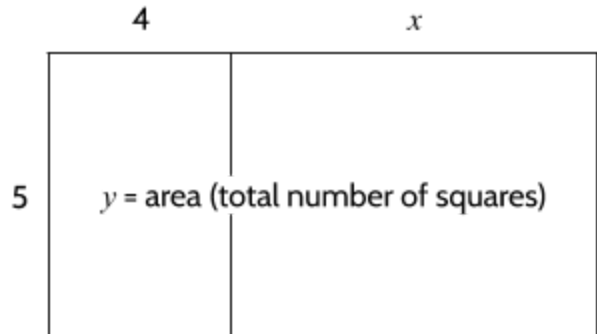 4 x
5 y = area (total number of squares)